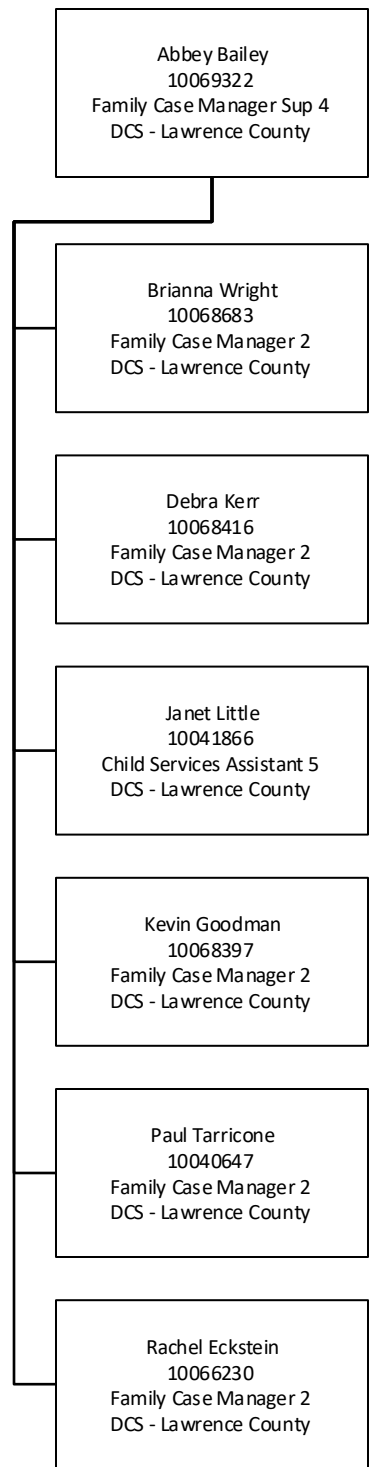 Abbey Bailey
10069322
Family Case Manager Sup 4
DCS - Lawrence County
Brianna Wright
10068683
Family Case Manager 2
DCS - Lawrence County
Debra Kerr
10068416
Family Case Manager 2
DCS - Lawrence County
Janet Little
10041866
Child Services Assistant 5
DCS - Lawrence County
Kevin Goodman
10068397
Family Case Manager 2
DCS - Lawrence County
Paul Tarricone
10040647
Family Case Manager 2
DCS - Lawrence County
Rachel Eckstein
10066230
Family Case Manager 2
DCS - Lawrence County